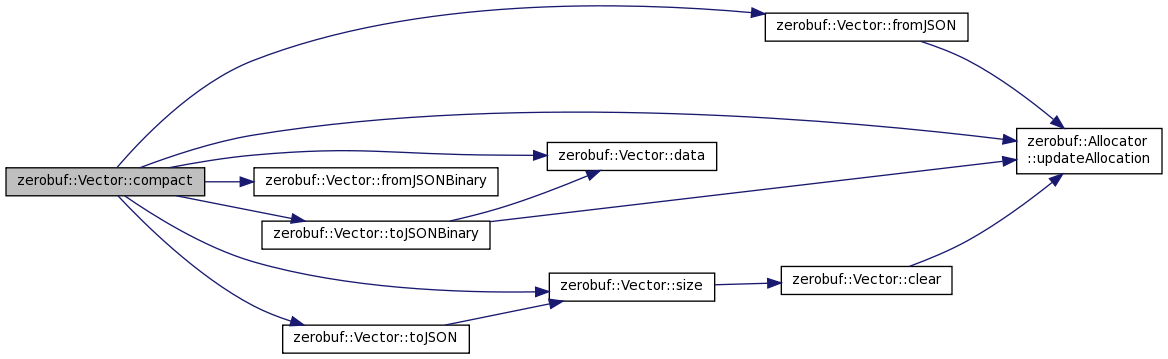 zerobuf::Vector::fromJSON
zerobuf::Allocator
::updateAllocation
zerobuf::Vector::data
zerobuf::Vector::compact
zerobuf::Vector::fromJSONBinary
zerobuf::Vector::toJSONBinary
zerobuf::Vector::clear
zerobuf::Vector::size
zerobuf::Vector::toJSON